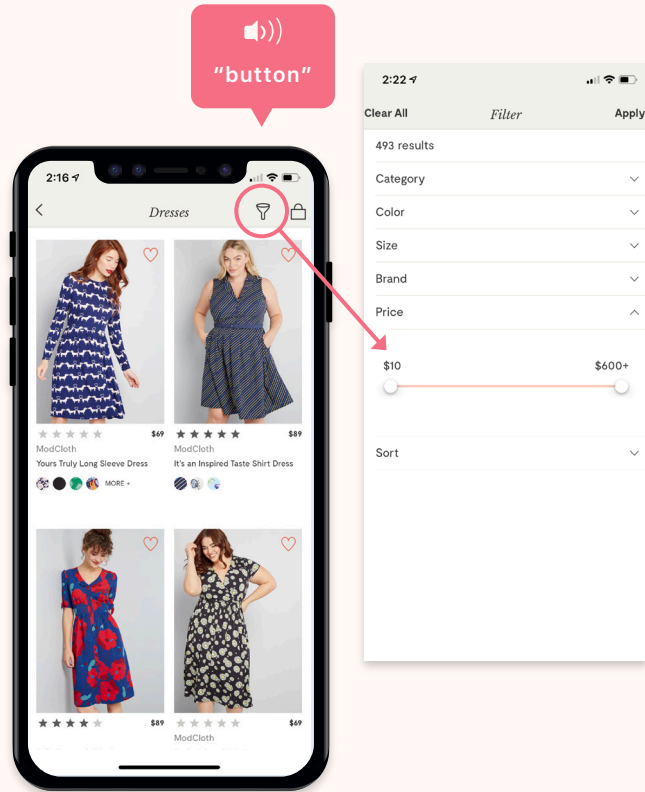 "button"
2:16
Dresses
$69
$89
ModCloth
ModCloth
Yours Truly Long Sleeve Dress
It's an Inspired Taste Shirt Dress
MORE +
$89
$69
ModCloth
2:22
Clear All
Filter
Apply
493 results
Category
Color
Size
Brand
Price
$10
$600+
Sort